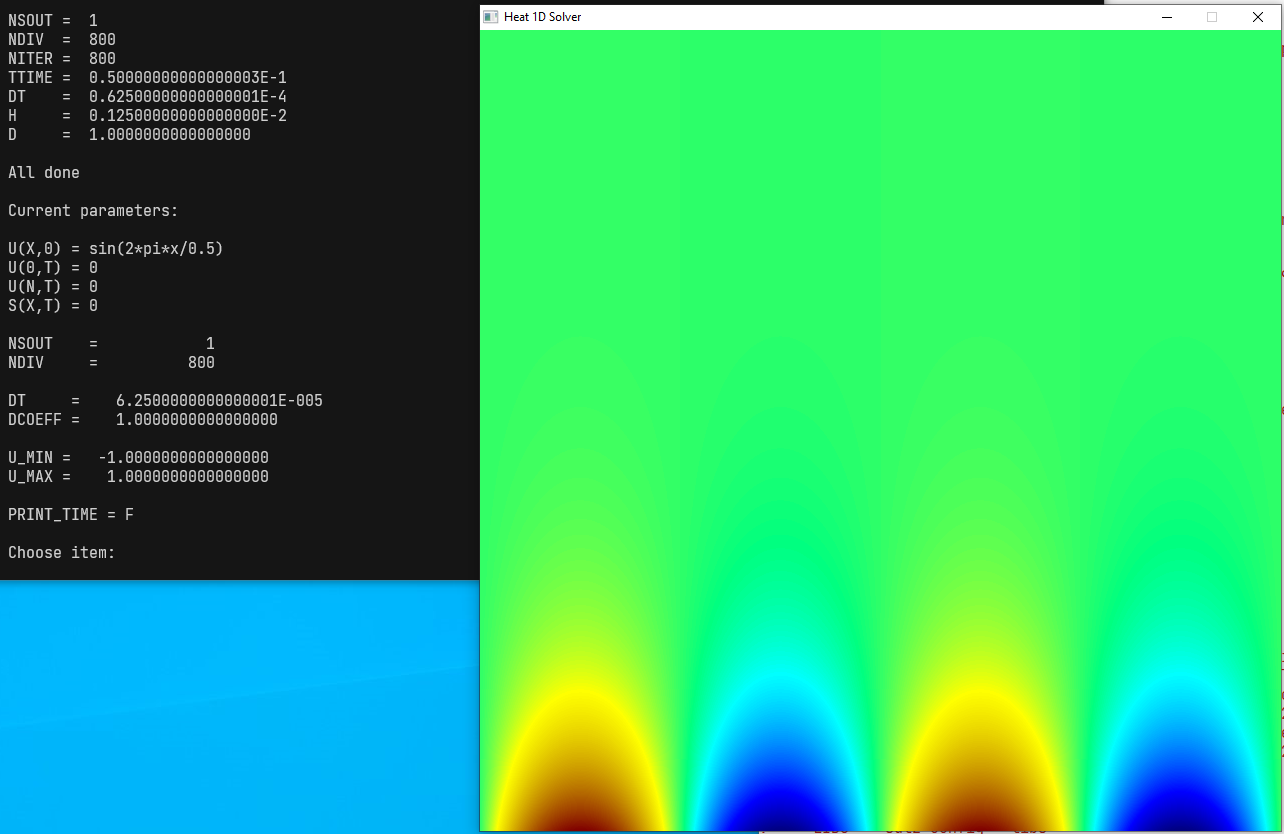 NSOUT =  1
NDIV  =  800
NITER =  800
TTIME =  0.50000000000000003E-1
DT    =  0.62500000000000001E-4
H     =  0.12500000000000000E-2
D     =  1.0000000000000000
All done
Current parameters:
U(X,0) = sin(2*pi*x/0.5)
U(0,T) = 0
U(N,T) = 0
S(X,T) = 0
NSOUT    =            1
NDIV     =          800
DT     =    6.2500000000000001E-005
DCOEFF =    1.0000000000000000
U_MIN =   -1.0000000000000000
U_MAX =    1.0000000000000000
PRINT_TIME = F
Choose item:
Heat 1D Solver